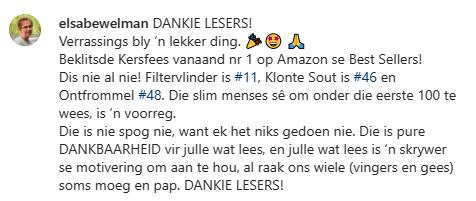 elsabewelman DANKIE LESERS!
Verrassings bly ’n lekker ding. 🎉🤩🙏
Beklitsde Kersfees vanaand nr 1 op Amazon se Best Sellers!
Dis nie al nie! Filtervlinder is #11, Klonte Sout is #46 en
Ontfrommel #48. Die slim menses sê om onder die eerste 100 te
wees, is ’n voorreg.
Die is nie spog nie, want ek het niks gedoen nie. Die is pure
DANKBAARHEID vir julle wat lees, en julle wat lees is ’n skrywer
se motivering om aan te hou, al raak ons wiele (vingers en gees)
soms moeg en pap. DANKIE LESERS!